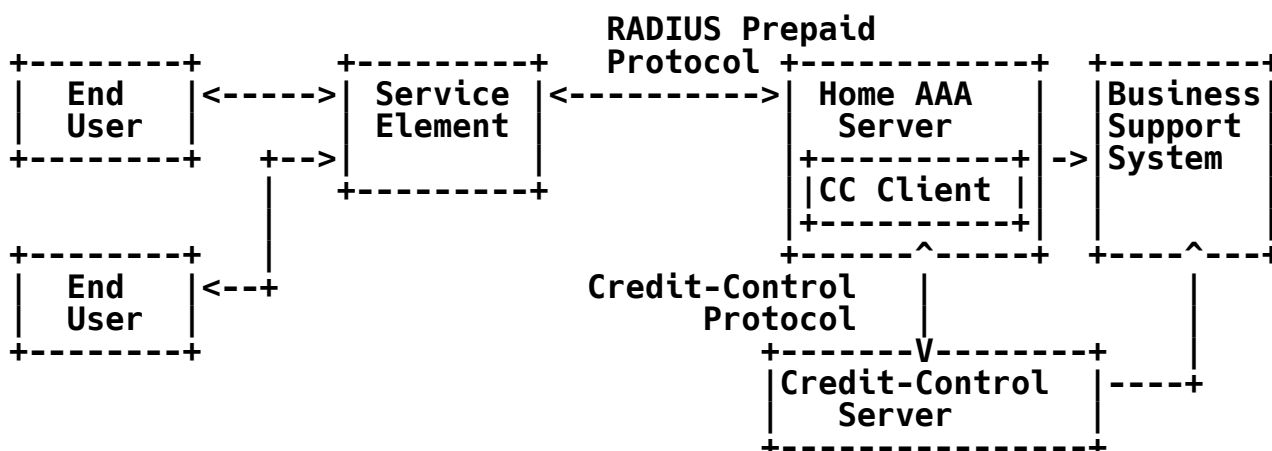 RADIUS Prepaid
Protocol
End
User
Service
Element
Home AAA
Server
CC Client
Business
Support
System
End
User
Credit-Control
Protocol
Credit-Control
Server